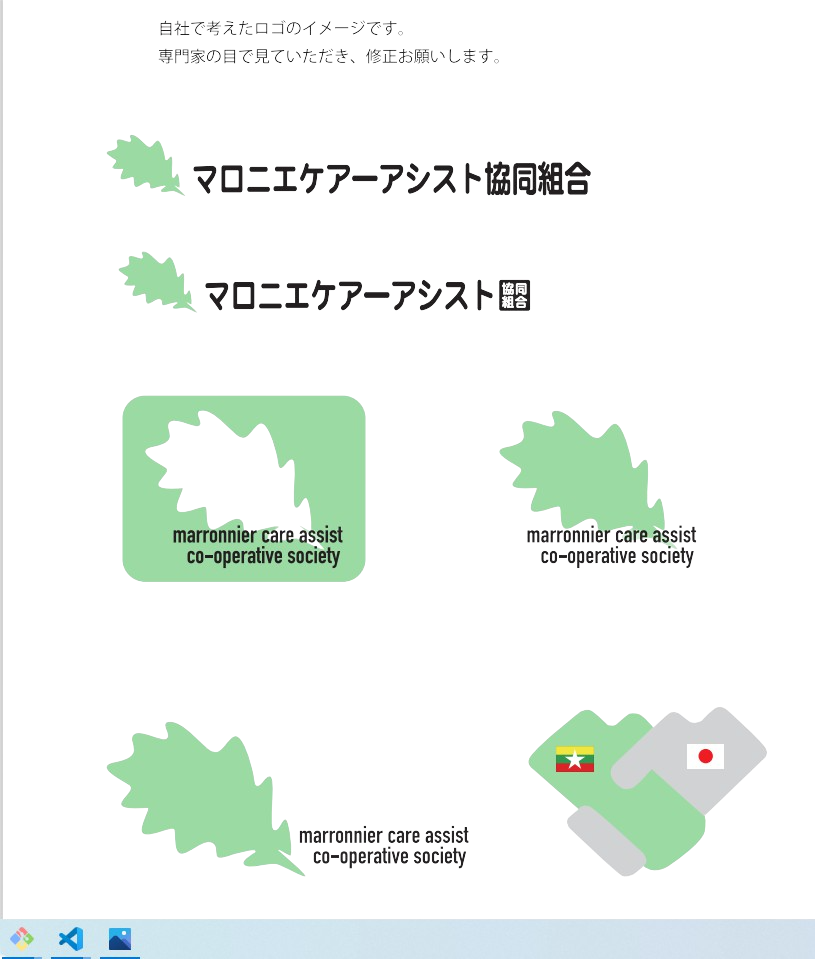 自社で考えたロゴのイメージです。
専門家の目で見ていただき、修正お願いします。
マロニエケアーアシスト協同組合
マロニエケアーアシスト協同組合
marronnier care assist
co-operative society
marronnier care assist
co-operative society
marronnier care assist
co-operative society